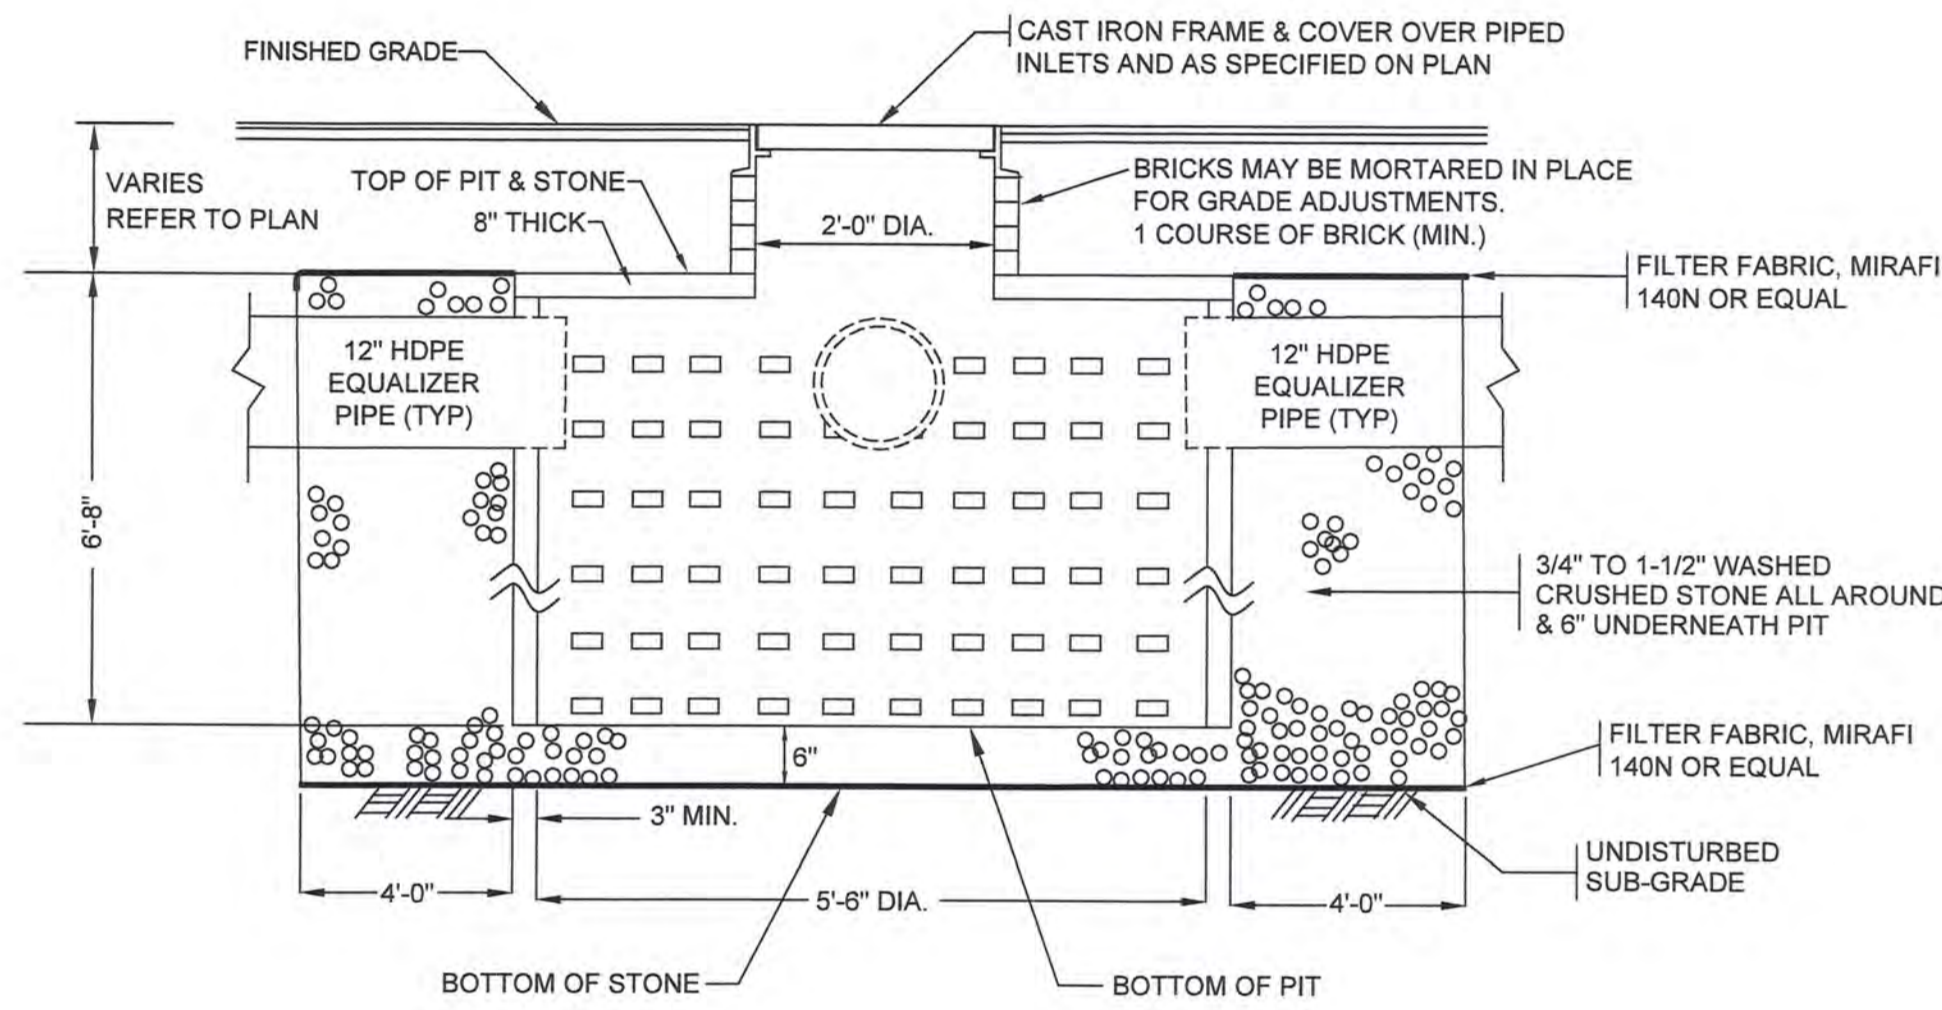 FINISHED GRADE
CAST IRON FRAME & COVER OVER PIPED
INLETS AND AS SPECIFIED ON PLAN
VARIES
REFER TO PLAN
TOP OF PIT & STONE
8" THICK
2'-0" DIA.
BRICKS MAY BE MORTARED IN PLACE
FOR GRADE ADJUSTMENTS.
1 COURSE OF BRICK (MIN.)
FILTER FABRIC, MIRAFI
140N OR EQUAL
12" HDPE
EQUALIZER
PIPE (TYP)
12" HDPE
EQUALIZER
PIPE (TYP)
6'-8"
3/4" TO 1-1/2" WASHED
CRUSHED STONE ALL AROUND
& 6" UNDERNEATH PIT
6"
FILTER FABRIC, MIRAFI
140N OR EQUAL
3" MIN.
UNDISTURBED
SUB-GRADE
4'-0"
5'-6" DIA.
4'-0"
BOTTOM OF STONE
BOTTOM OF PIT